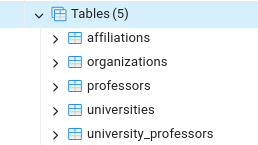 Tables (5)
affiliations
organizations
professors
universities
university_professors